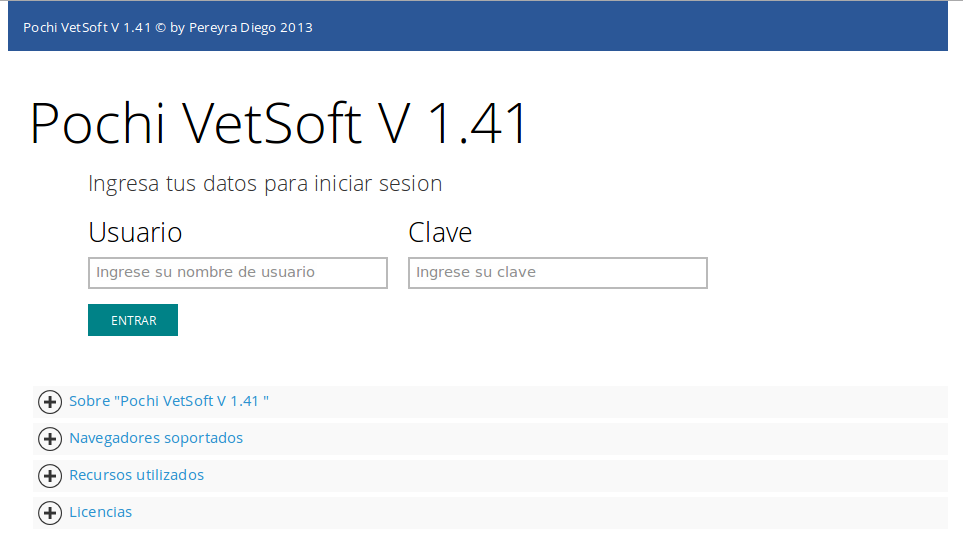 Pochi VetSoft V 1.41 © by Pereyra Diego 2013
Pochi VetSoft V 1.41
Ingresa tus datos para iniciar sesion
Usuario Clave
Ingrese su nombre de usuario Ingrese su clave
ENTRAR
Sobre "Pochi VetSoft V 1.41 "
Navegadores soportados
Recursos utilizados
Licencias